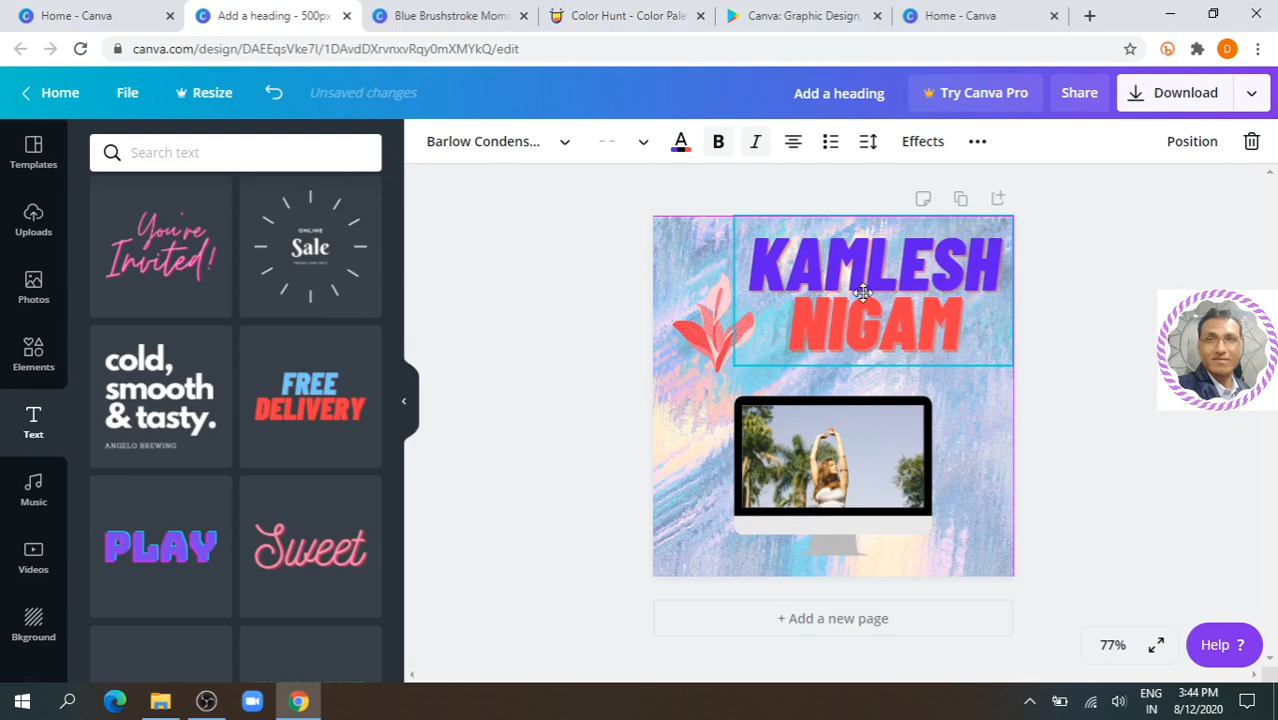 Home - Canva
Add a heading - 500px
Blue Brushstroke Moms
Color Hunt - Color Pale
Canva: Graphic Design,
Home - Canva
canva.com/design/DAEEqsVke7I/1DAvdDXrvnxvRqy0mXMYkQ/edit
D
Home
File
Resize
Unsaved changes
Add a heading
Try Canva Pro
Share
Download
Templates
Uploads
Photos
Elements
Text
Music
Videos
Bkground
Search text
You're
Invited!
ONLINE
Sale
cold,
smooth
& tasty.
ANGELO BREWING
FREE
DELIVERY
PLAY
Sweet
Barlow Condens...
A
B
I
Effects
Position
KAMLESH
NIGAM
+ Add a new page
77%
Help ?
ENG
IN
3:44 PM
8/12/2020